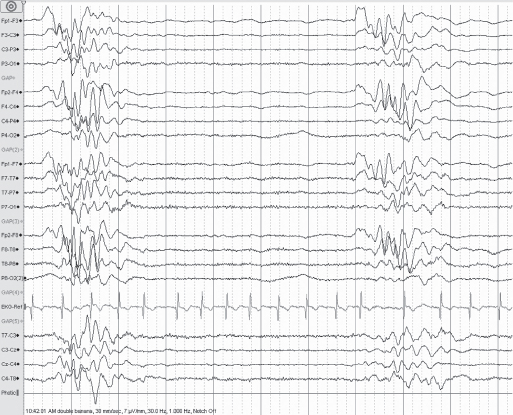 Fp1-F3
F3-C3
C3-P3
P3-O1
GAP
Fp2-F4
F4-C4
C4-P4
P4-O2
GAP(2)
Fp1-F7
F7-T7
T7-P7
P7-O1
GAP(3)
Fp2-F8
F8-T8
T8-P8
P8-O2(2)
GAP(4)
EKG-Ref
GAP(5)
T7-C3
C3-Cz
Cz-C4
C4-T8
Photic
10:42:01 AM double banana, 30 mm/sec, 7 µV/mm, 30.0 Hz, 1.000 Hz, Notch Off